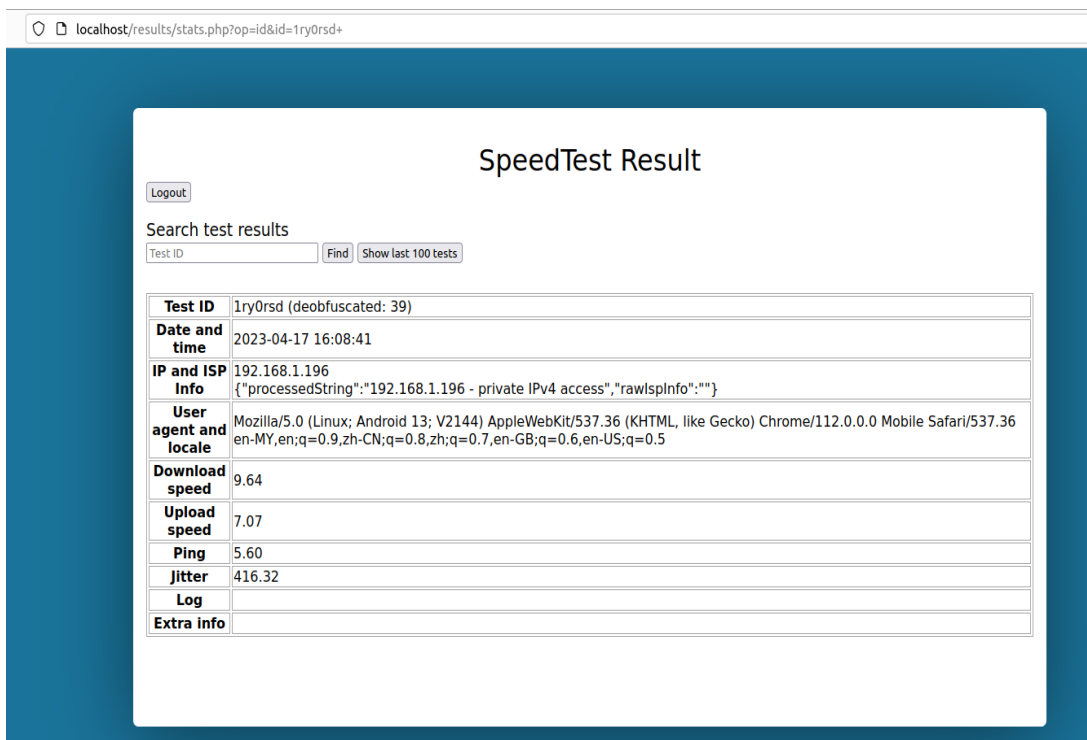 localhost/results/stats.php?op=id&id=1ry0rsd+
SpeedTest Result
Logout
Search test results
Test ID Find Show last 100 tests
Test ID 1ry0rsd (deobfuscated: 39)
Date and time 2023-04-17 16:08:41
IP and ISP Info 192.168.1.196
{"processedString":"192.168.1.196 - private IPv4 access","rawIspInfo":""}
User agent and locale Mozilla/5.0 (Linux; Android 13; V2144) AppleWebKit/537.36 (KHTML, like Gecko) Chrome/112.0.0.0 Mobile Safari/537.36
en-MY,en;q=0.9,zh-CN;q=0.8,zh;q=0.7,en-GB;q=0.6,en-US;q=0.5
Download speed 9.64
Upload speed 7.07
Ping 5.60
Jitter 416.32
Log
Extra info